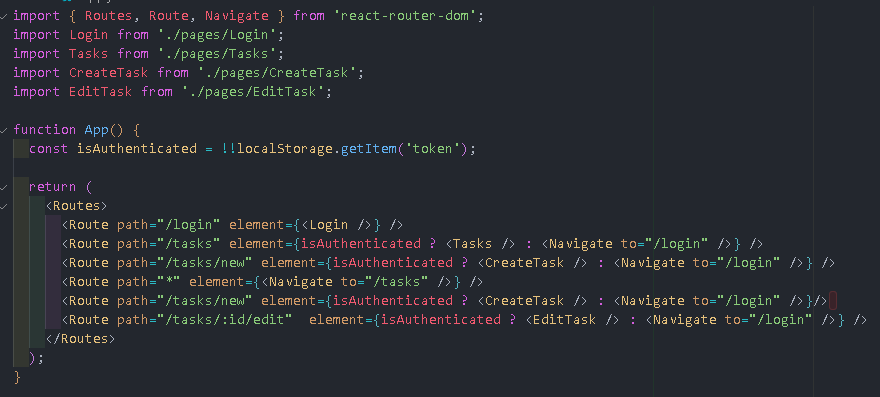 import { Routes, Route, Navigate } from 'react-router-dom';
import Login from './pages/Login';
import Tasks from './pages/Tasks';
import CreateTask from './pages/CreateTask';
import EditTask from './pages/EditTask';
function App() {
const isAuthenticated = !!localStorage.getItem('token');
return (
<Routes>
<Route path="/login" element={<Login />} />
<Route path="/tasks" element={isAuthenticated ? <Tasks /> : <Navigate to="/login" />} />
<Route path="/tasks/new" element={isAuthenticated ? <CreateTask /> : <Navigate to="/login" />} />
<Route path="*" element={<Navigate to="/tasks" />} />
<Route path="/tasks/new" element={isAuthenticated ? <CreateTask /> : <Navigate to="/login" />}/>
<Route path="/tasks/:id/edit"  element={isAuthenticated ? <EditTask /> : <Navigate to="/login" />} />
</Routes>
);
}